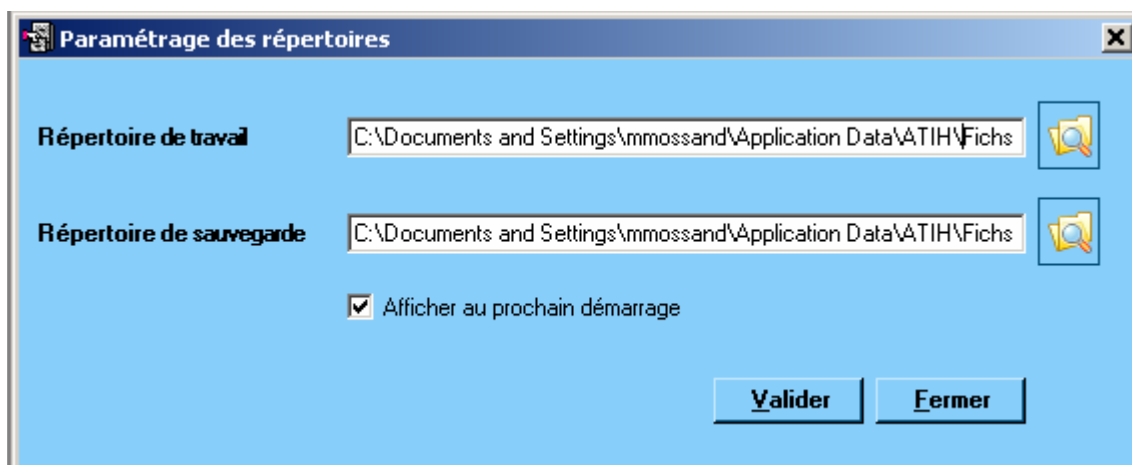 Paramétrage des répertoires
Répertoire de travail C:\Documents and Settings\mmossand\Application Data\ATIH\Fichs
Répertoire de sauvegarde C:\Documents and Settings\mmossand\Application Data\ATIH\Fichs
Afficher au prochain démarrage
Valider Fermer